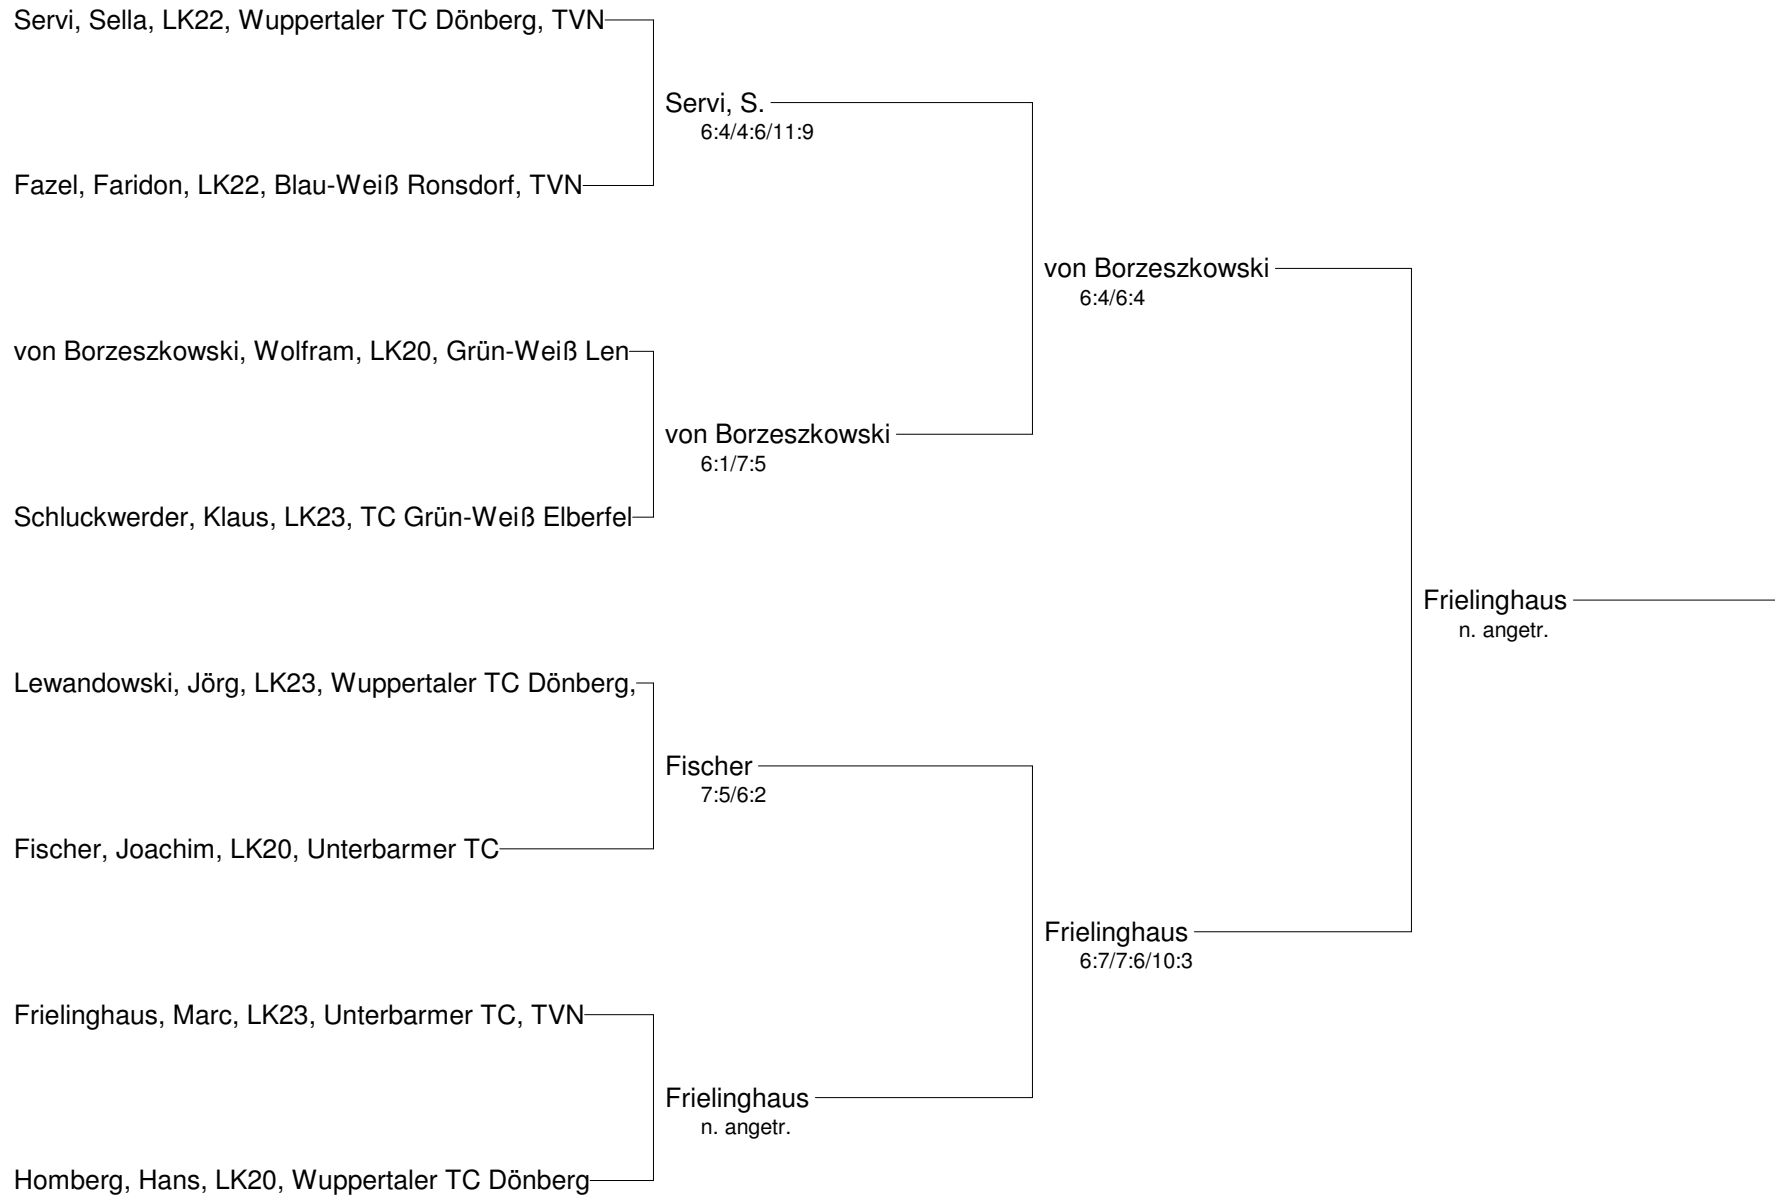 Servi, Sella, LK22, Wuppertaler TC Dönberg, TVN
Servi, S.
6:4/4:6/11:9
Fazel, Faridon, LK22, Blau-Weiß Ronsdorf, TVN
von Borzeszkowski
6:4/6:4
von Borzeszkowski, Wolfram, LK20, Grün-Weiß Len
von Borzeszkowski
6:1/7:5
Schluckwerder, Klaus, LK23, TC Grün-Weiß Elberfel
Frielinghaus
n. angetr.
Lewandowski, Jörg, LK23, Wuppertaler TC Dönberg,
Fischer
7:5/6:2
Fischer, Joachim, LK20, Unterbarmer TC
Frielinghaus
6:7/7:6/10:3
Frielinghaus, Marc, LK23, Unterbarmer TC, TVN
Frielinghaus
n. angetr.
Homberg, Hans, LK20, Wuppertaler TC Dönberg